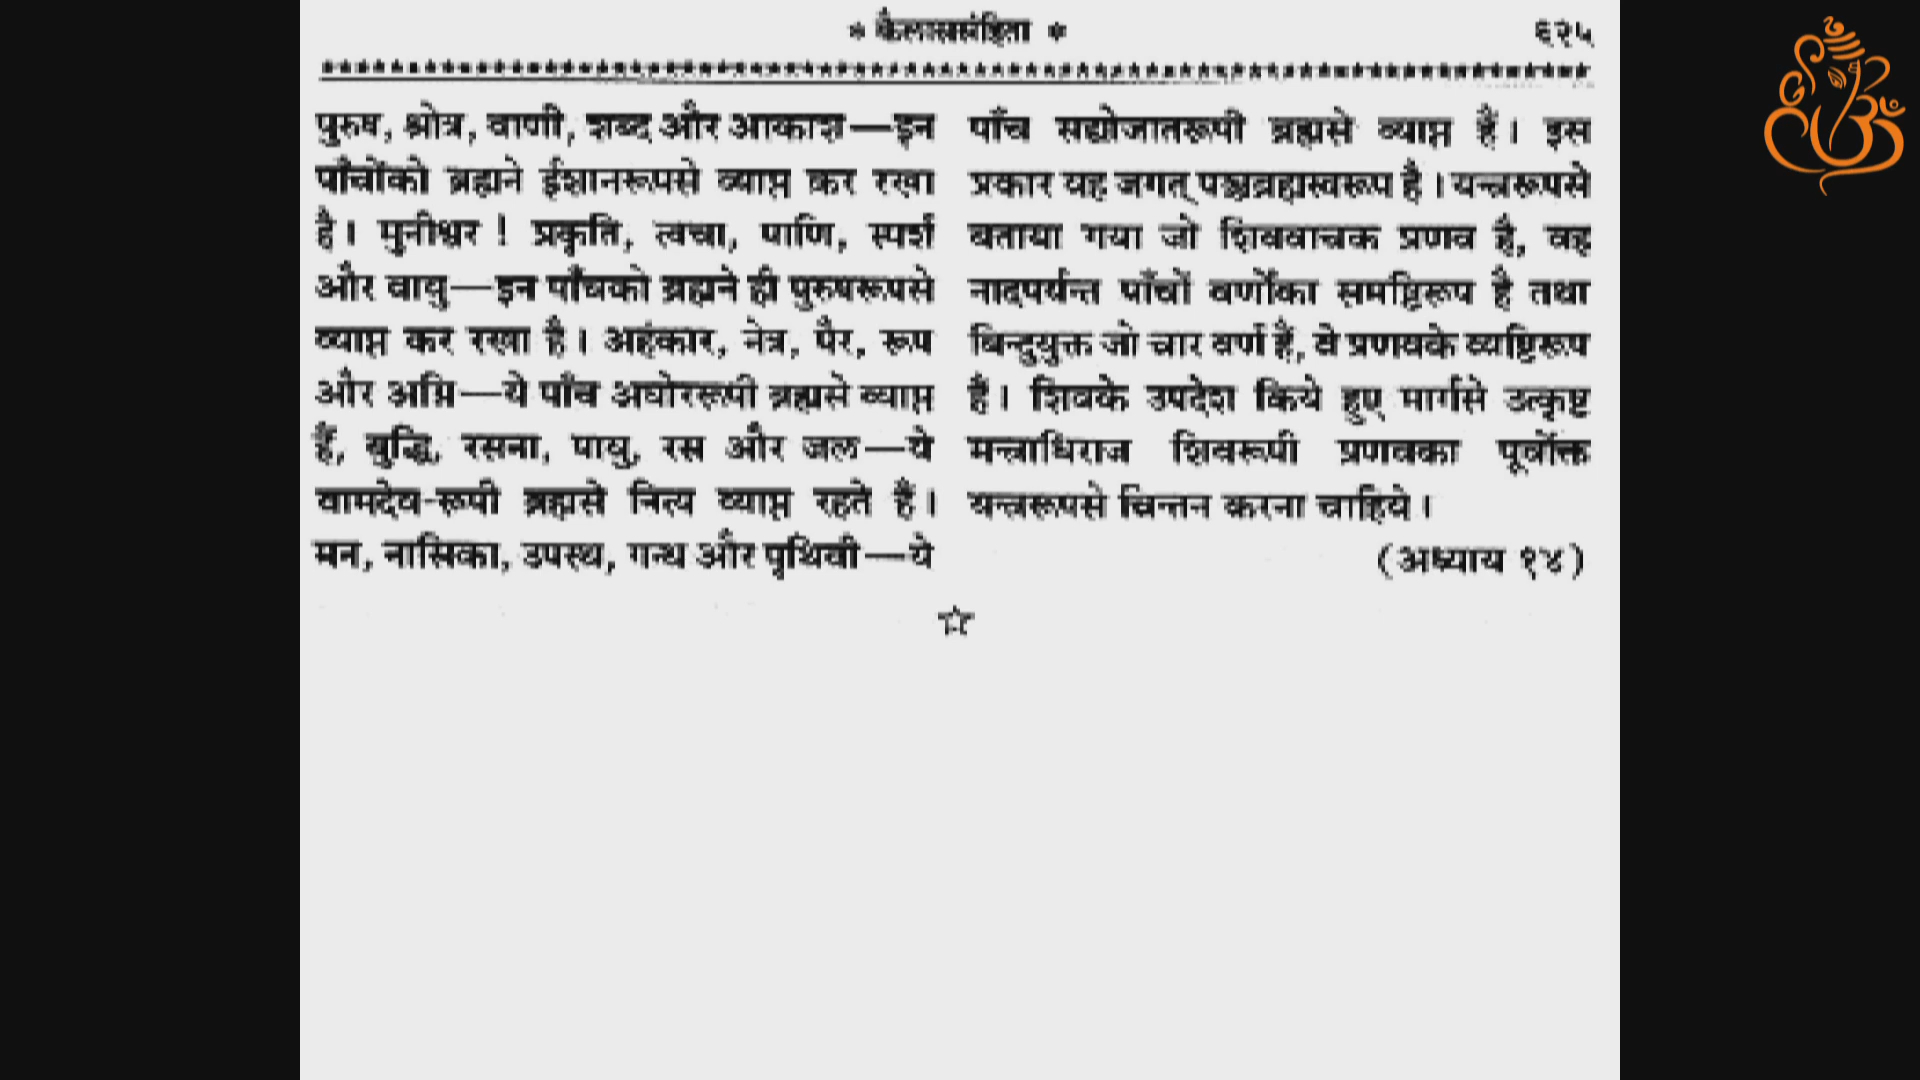 * कैलाससंहिता *
६२५
पुरुष, श्रोत्र, वाणी, शब्द और आकाश—इन
पाँचोंको ब्रह्मने ईशानरूपसे व्याप्त कर रखा
है। मुनीश्वर ! प्रकृति, त्वचा, पाणि, स्पर्श
और वायु—इन पाँचको ब्रह्मने ही पुरुषरूपसे
व्याप्त कर रखा है। अहंकार, नेत्र, पैर, रूप
और अग्नि—ये पाँच अघोररूपी ब्रह्मसे व्याप्त
हैं, बुद्धि, रसना, पायु, रस और जल—ये
वामदेव-रूपी ब्रह्मसे नित्य व्याप्त रहते हैं।
मन, नासिका, उपस्थ, गन्ध और पृथिवी—ये
पाँच सद्योजातरूपी ब्रह्मसे व्याप्त हैं। इस
प्रकार यह जगत् पञ्चब्रह्मस्वरूप है। यन्त्ररूपसे
बताया गया जो शिववाचक प्रणव है, वह
नादपर्यन्त पाँचों वर्णोंका समष्टिरूप है तथा
बिन्दुयुक्त जो चार वर्ण हैं, वे प्रणवके व्यष्टिरूप
हैं। शिवके उपदेश किये हुए मार्गसे उत्कृष्ट
मन्त्राधिराज शिवरूपी प्रणवका पूर्वोक्त
यन्त्ररूपसे चिन्तन करना चाहिये।
(अध्याय १४)